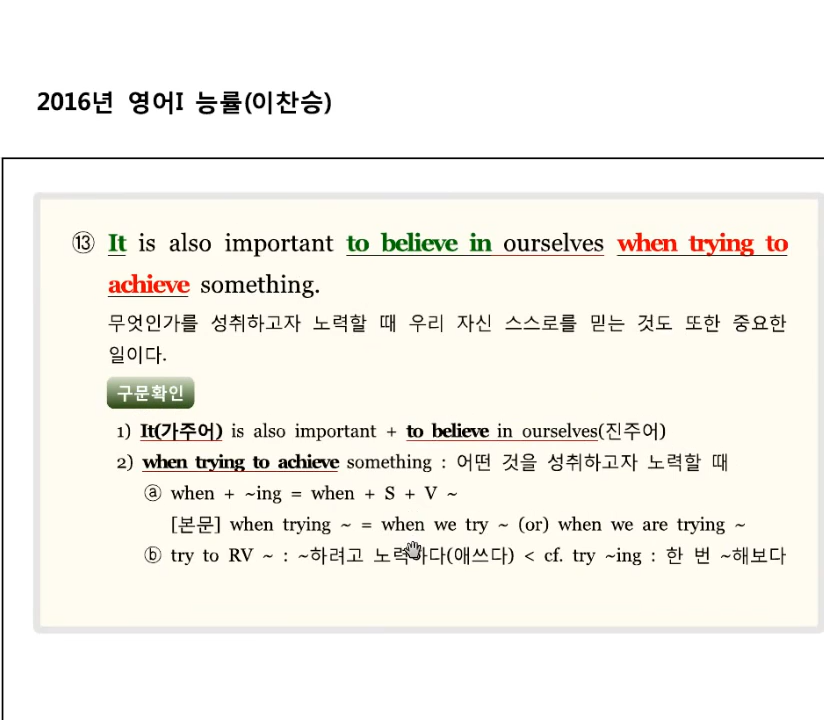 2016년 영어I 능률(이찬승)
⑬ It is also important to believe in ourselves when trying to
achieve something.
무엇인가를 성취하고자 노력할 때 우리 자신 스스로를 믿는 것도 또한 중요한
일이다.
구문확인
1) It(가주어) is also important + to believe in ourselves(진주어)
2) when trying to achieve something : 어떤 것을 성취하고자 노력할 때
ⓐ when + ~ing = when + S + V ~
[본문] when trying ~ = when we try ~ (or) when we are trying ~
ⓑ try to RV ~ : ~하려고 노력하다(애쓰다) < cf. try ~ing : 한 번 ~해보다